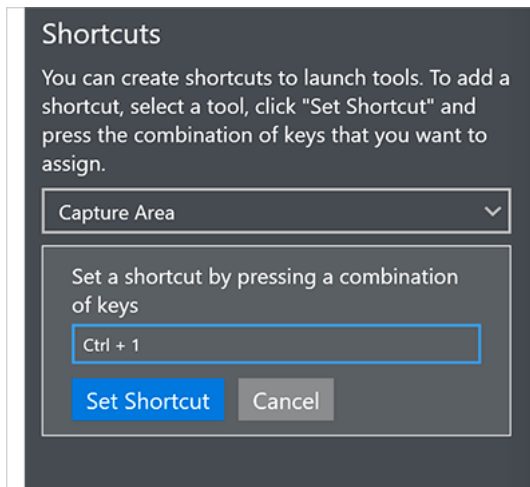 Shortcuts
You can create shortcuts to launch tools. To add a
shortcut, select a tool, click "Set Shortcut" and
press the combination of keys that you want to
assign.
Capture Area
Set a shortcut by pressing a combination
of keys
Ctrl + 1
Set Shortcut Cancel